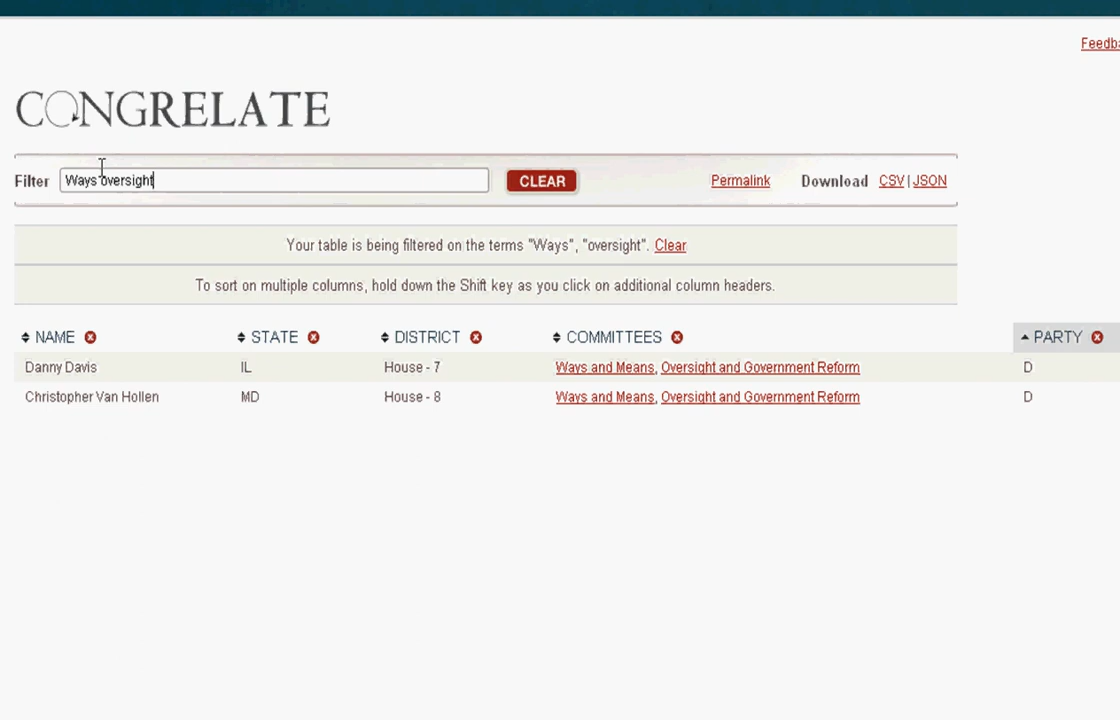 Feedba
CONGRELATE
Filter Ways oversight CLEAR Permalink Download CSV | JSON
Your table is being filtered on the terms "Ways", "oversight". Clear
To sort on multiple columns, hold down the Shift key as you click on additional column headers.
NAME STATE DISTRICT COMMITTEES PARTY
Danny Davis IL House - 7 Ways and Means, Oversight and Government Reform D
Christopher Van Hollen MD House - 8 Ways and Means, Oversight and Government Reform D